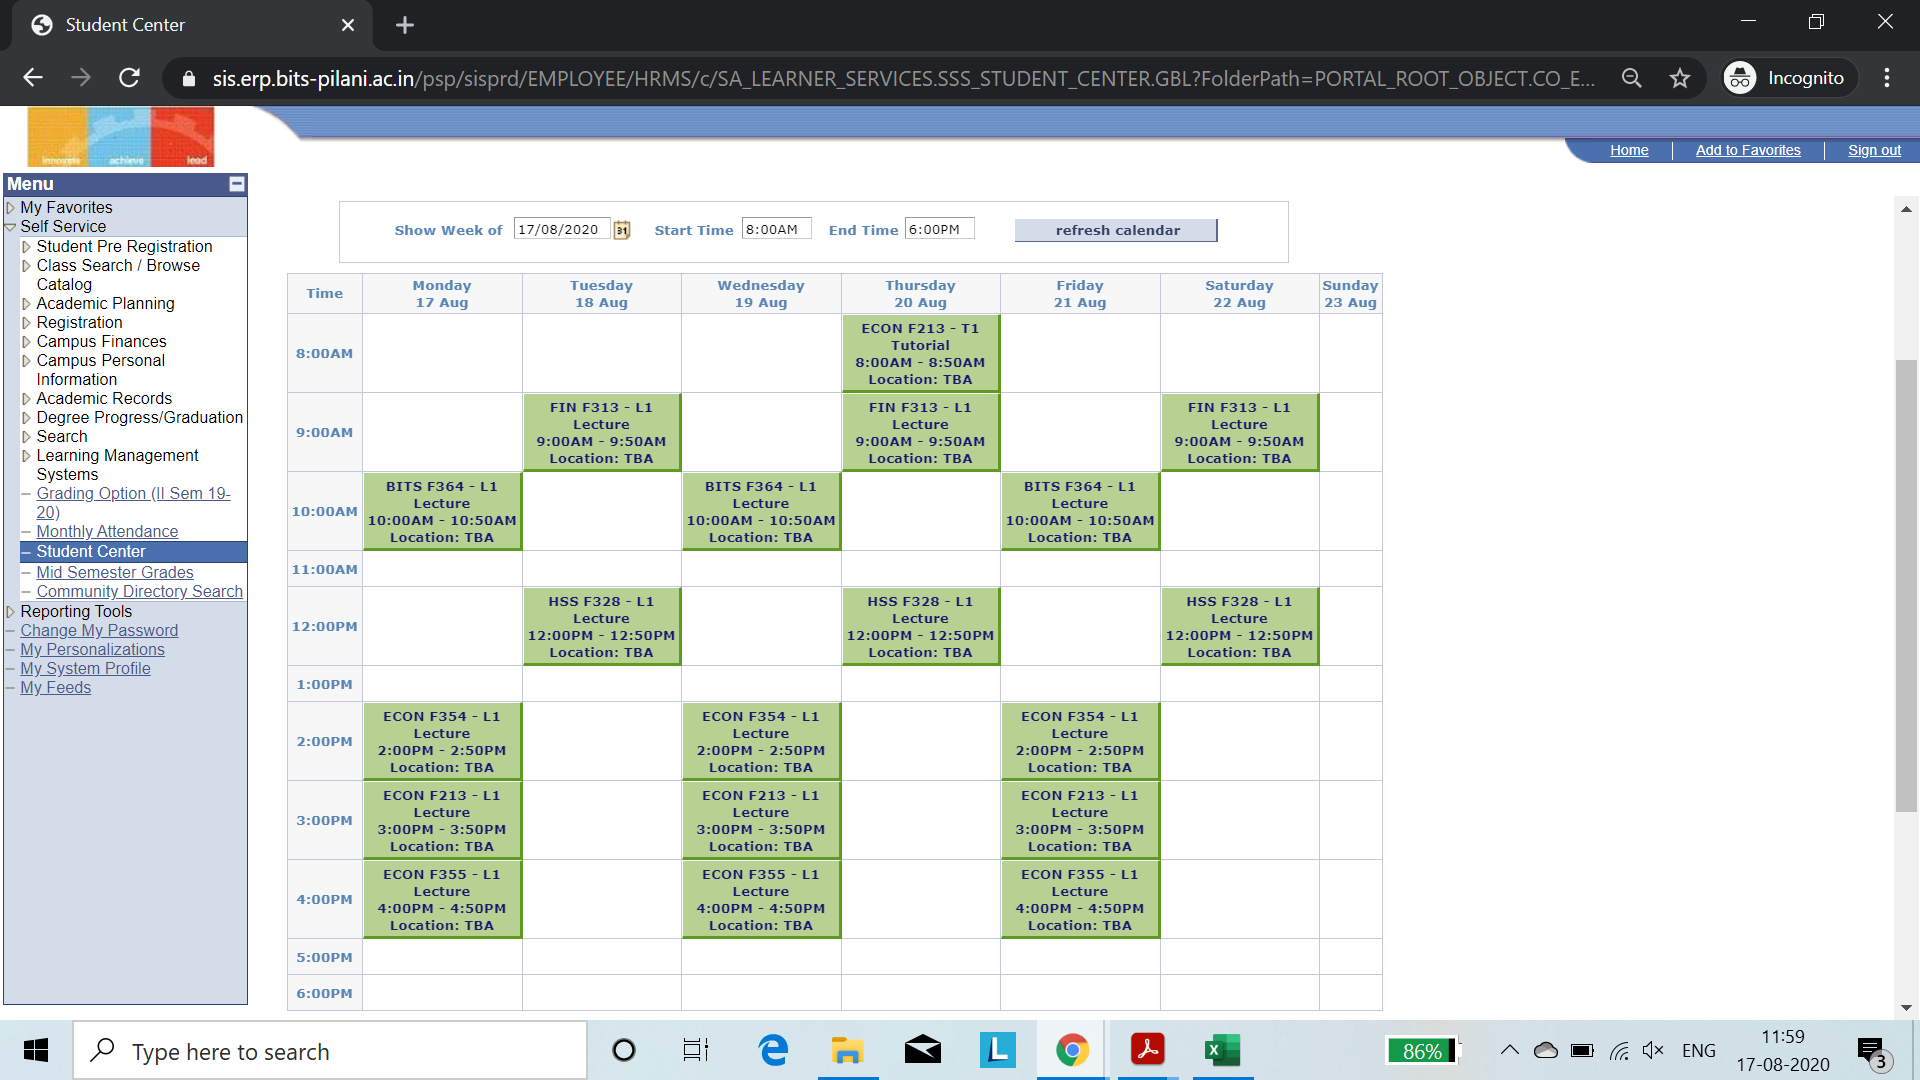 Student Center
sis.erp.bits-pilani.ac.in/psp/sisprd/EMPLOYEE/HRMS/c/SA_LEARNER_SERVICES.SSS_STUDENT_CENTER.GBL?FolderPath=PORTAL_ROOT_OBJECT.CO_E...
Incognito
innovate achieve lead
Home Add to Favorites Sign out
Menu
My Favorites
Self Service
Student Pre Registration
Class Search / Browse
Catalog
Academic Planning
Registration
Campus Finances
Campus Personal
Information
Academic Records
Degree Progress/Graduation
Search
Learning Management
Systems
Grading Option (II Sem 19-
20)
Monthly Attendance
Student Center
Mid Semester Grades
Community Directory Search
Reporting Tools
Change My Password
My Personalizations
My System Profile
My Feeds
Show Week of 17/08/2020 31 Start Time 8:00AM End Time 6:00PM refresh calendar
Time Monday Tuesday Wednesday Thursday Friday Saturday Sunday
17 Aug 18 Aug 19 Aug 20 Aug 21 Aug 22 Aug 23 Aug
8:00AM
ECON F213 - T1
Tutorial
8:00AM - 8:50AM
Location: TBA
9:00AM
FIN F313 - L1 FIN F313 - L1 FIN F313 - L1
Lecture Lecture Lecture
9:00AM - 9:50AM 9:00AM - 9:50AM 9:00AM - 9:50AM
Location: TBA Location: TBA Location: TBA
10:00AM
BITS F364 - L1 BITS F364 - L1 BITS F364 - L1
Lecture Lecture Lecture
10:00AM - 10:50AM 10:00AM - 10:50AM 10:00AM - 10:50AM
Location: TBA Location: TBA Location: TBA
11:00AM
12:00PM
HSS F328 - L1 HSS F328 - L1 HSS F328 - L1
Lecture Lecture Lecture
12:00PM - 12:50PM 12:00PM - 12:50PM 12:00PM - 12:50PM
Location: TBA Location: TBA Location: TBA
1:00PM
2:00PM
ECON F354 - L1 ECON F354 - L1 ECON F354 - L1
Lecture Lecture Lecture
2:00PM - 2:50PM 2:00PM - 2:50PM 2:00PM - 2:50PM
Location: TBA Location: TBA Location: TBA
3:00PM
ECON F213 - L1 ECON F213 - L1 ECON F213 - L1
Lecture Lecture Lecture
3:00PM - 3:50PM 3:00PM - 3:50PM 3:00PM - 3:50PM
Location: TBA Location: TBA Location: TBA
4:00PM
ECON F355 - L1 ECON F355 - L1 ECON F355 - L1
Lecture Lecture Lecture
4:00PM - 4:50PM 4:00PM - 4:50PM 4:00PM - 4:50PM
Location: TBA Location: TBA Location: TBA
5:00PM
6:00PM
Type here to search
L
86%
ENG
11:59
17-08-2020
3